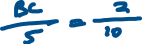 BC/5 = 2/10